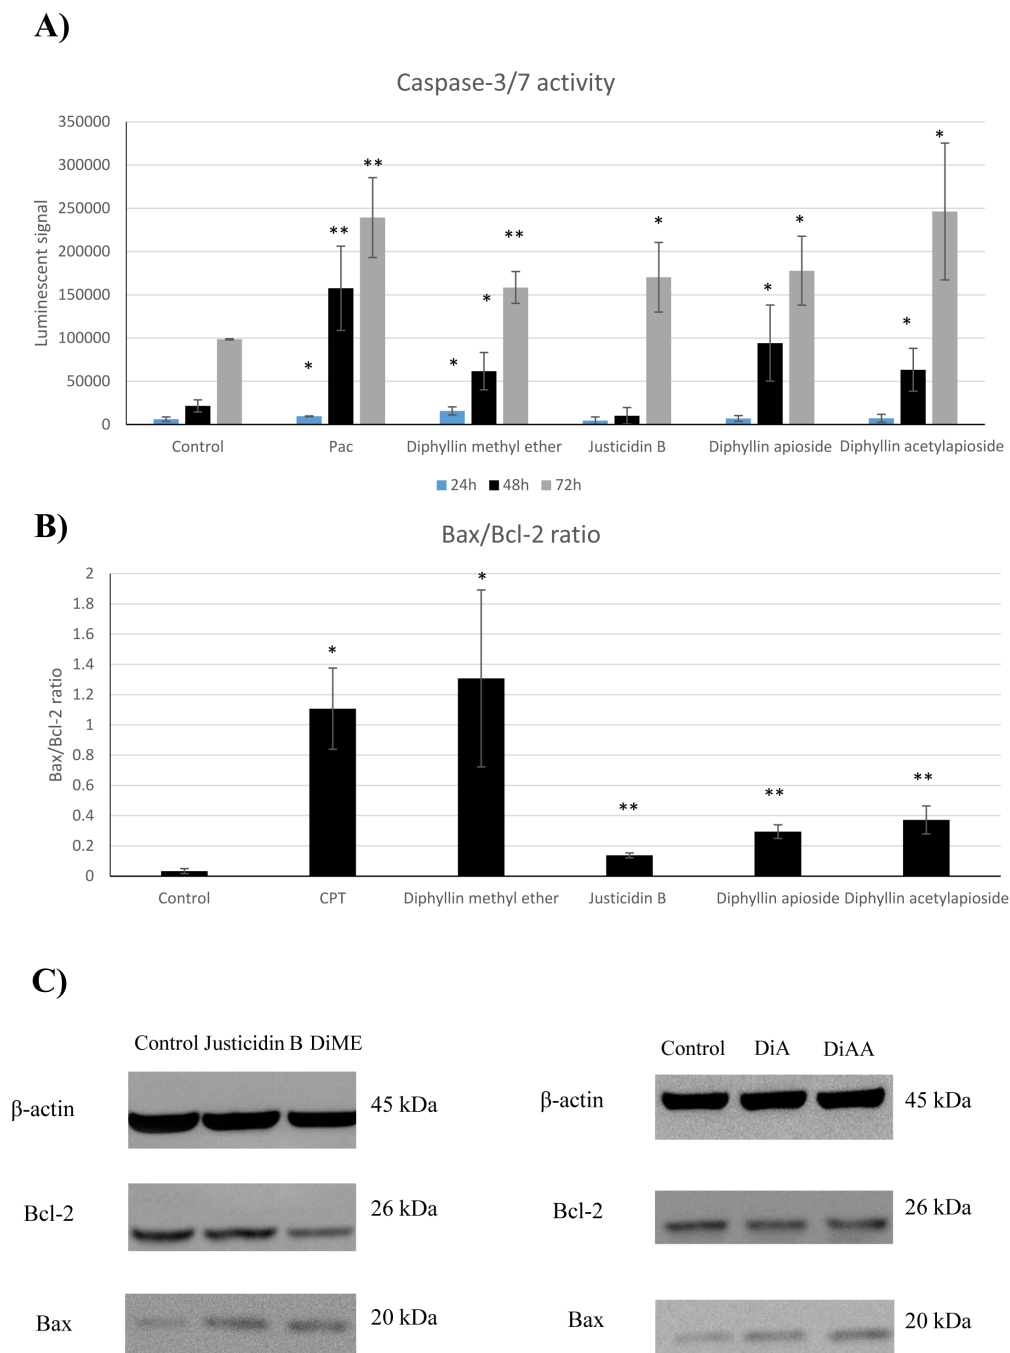 A)
Caspase-3/7 activity
Luminescent signal
350000
300000
250000
200000
150000
100000
50000
0
* ** ** * * ** * * * * *
Control Pac Diphyllin methyl ether Justicidin B Diphyllin apioside Diphyllin acetylapioside
24h 48h 72h
B)
Bax/Bcl-2 ratio
Bax/Bcl-2 ratio
2
1.8
1.6
1.4
1.2
1
0.8
0.6
0.4
0.2
0
* * ** ** **
Control CPT Diphyllin methyl ether Justicidin B Diphyllin apioside Diphyllin acetylapioside
C)
Control Justicidin B DiME
β-actin 45 kDa
Bcl-2 26 kDa
Bax 20 kDa
Control DiA DiAA
β-actin 45 kDa
Bcl-2 26 kDa
Bax 20 kDa